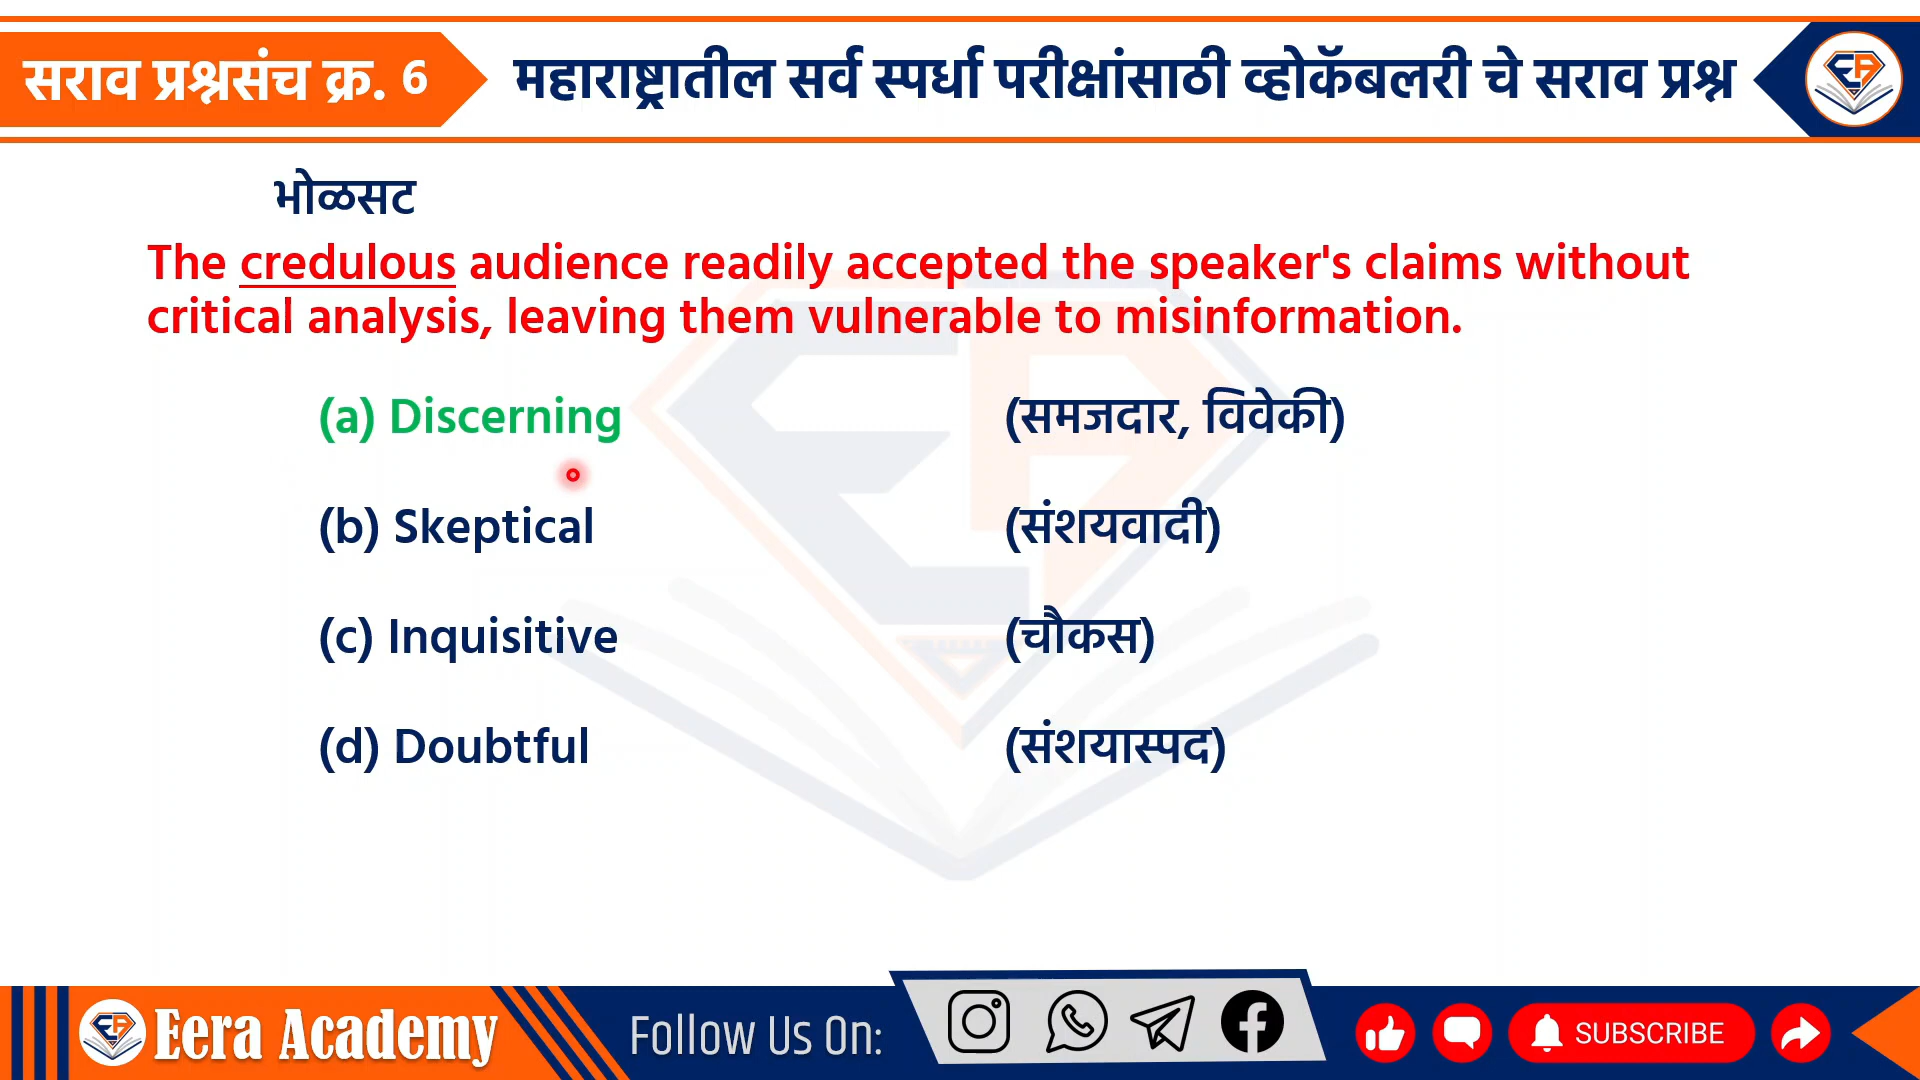 सराव प्रश्नसंच क्र. 6
महाराष्ट्रातील सर्व स्पर्धा परीक्षांसाठी व्होकॅबलरी चे सराव प्रश्न
भोळसट
The credulous audience readily accepted the speaker's claims without
critical analysis, leaving them vulnerable to misinformation.
(a) Discerning (समजदार, विवेकी)
(b) Skeptical (संशयवादी)
(c) Inquisitive (चौकस)
(d) Doubtful (संशयास्पद)
Eera Academy
Follow Us On:
SUBSCRIBE